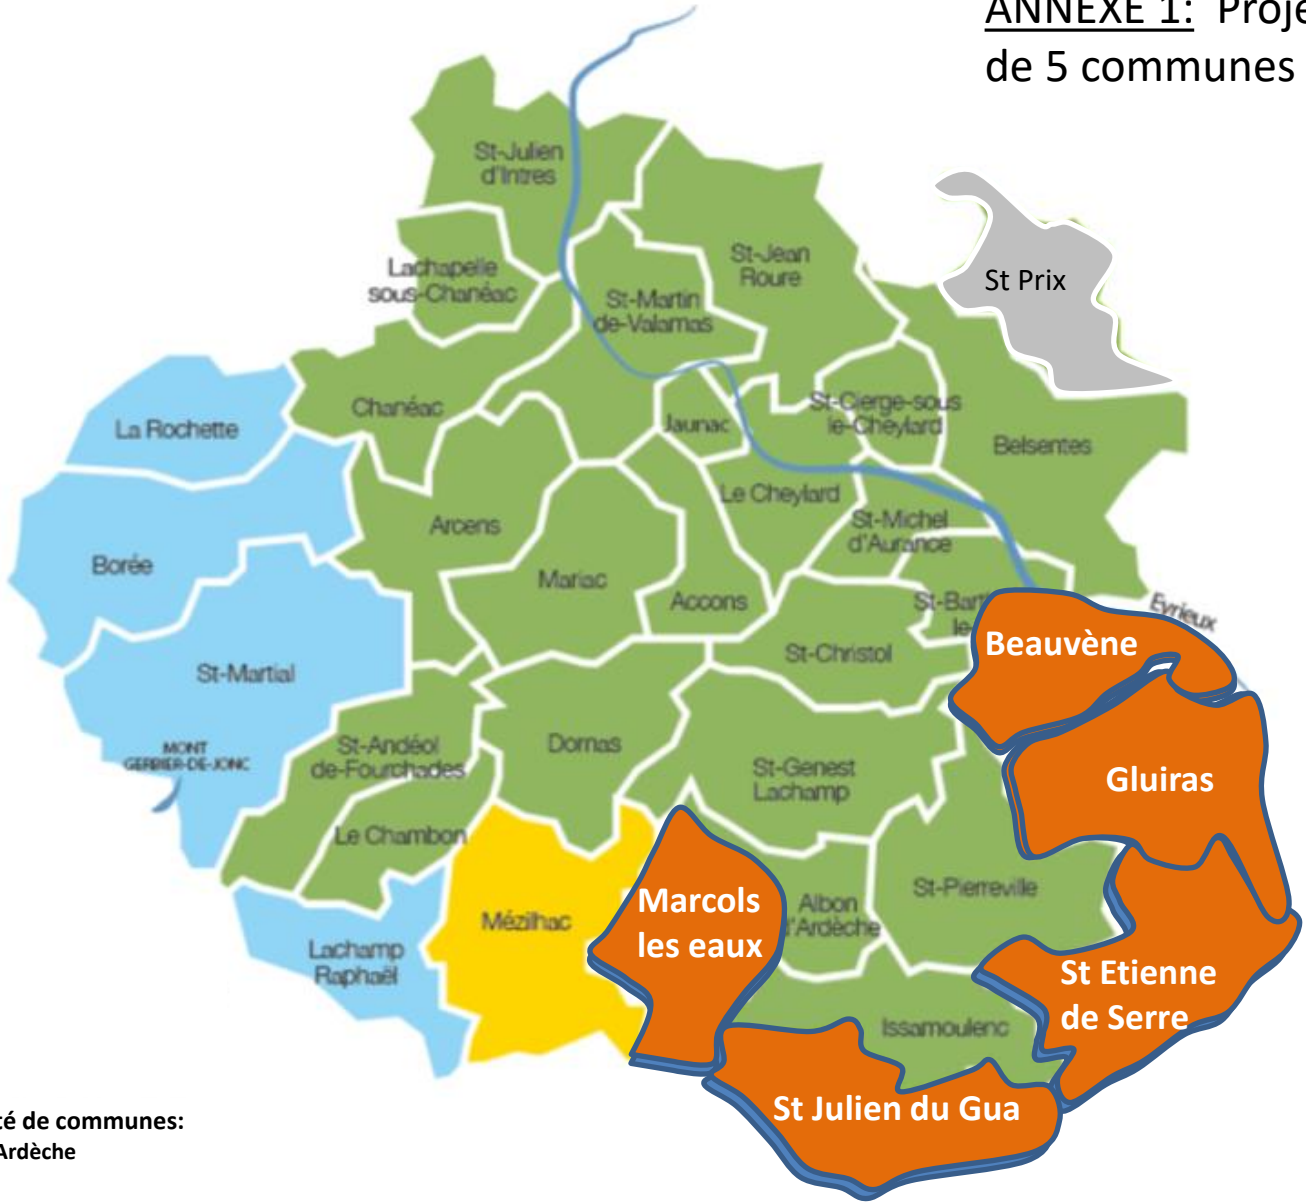 ANNEXE 1: Proje
de 5 communes
St-Julien
d'Intres
St-Jean
Roure
St Prix
Lachapelle
sous-Chanéac
St-Martin
de-Valamas
Chanéac
La Rochette
Jaunac
St-Cierge-sous
le-Cheylard
Belsentes
Le Cheylard
Arcens
St-Michel
d'Aurance
Borée
Mariac
Accons
St-Bart
le-
Eyrieux
Beauvène
St-Christol
St-Martial
MONT
GERBIER-DE-JONC
St-Andéol
de-Fourchades
Dornas
St-Genest
Lachamp
Gluiras
Le Chambon
St-Pierreville
Marcols
les eaux
Albon
d'Ardèche
Mézilhac
Lachamp
Raphaël
St Etienne
de Serre
Issamoulenc
St Julien du Gua
té de communes:
Ardèche